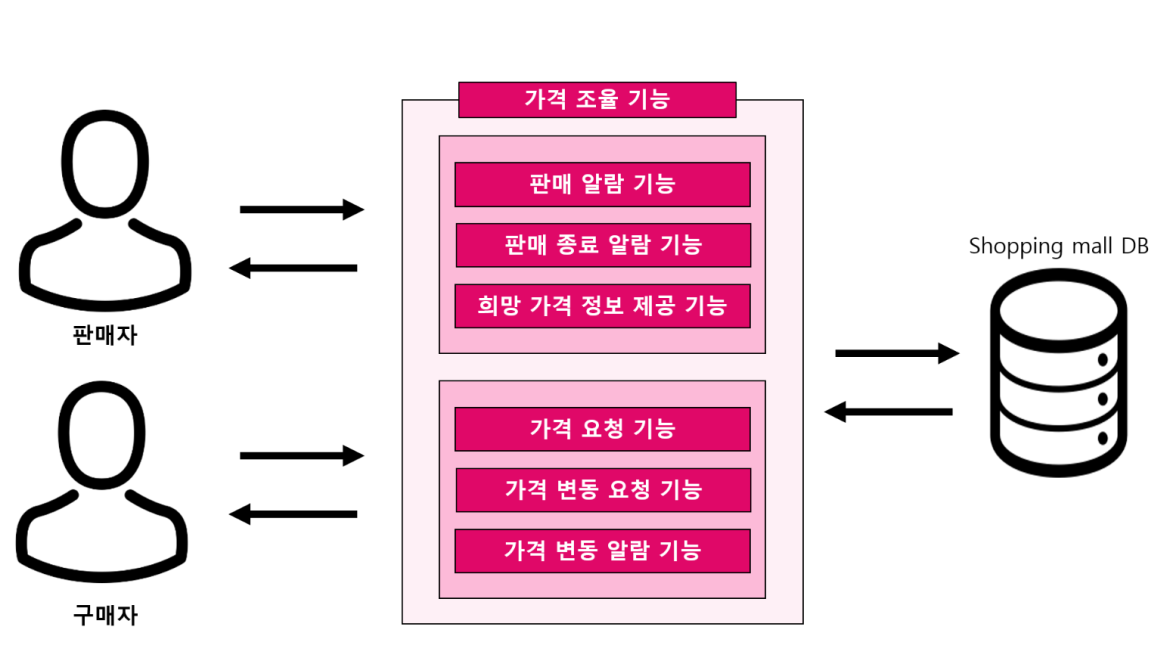 가격 조율 기능
판매 알람 기능
판매 종료 알람 기능
희망 가격 정보 제공 기능
판매자
가격 요청 기능
가격 변동 요청 기능
가격 변동 알람 기능
구매자
Shopping mall DB